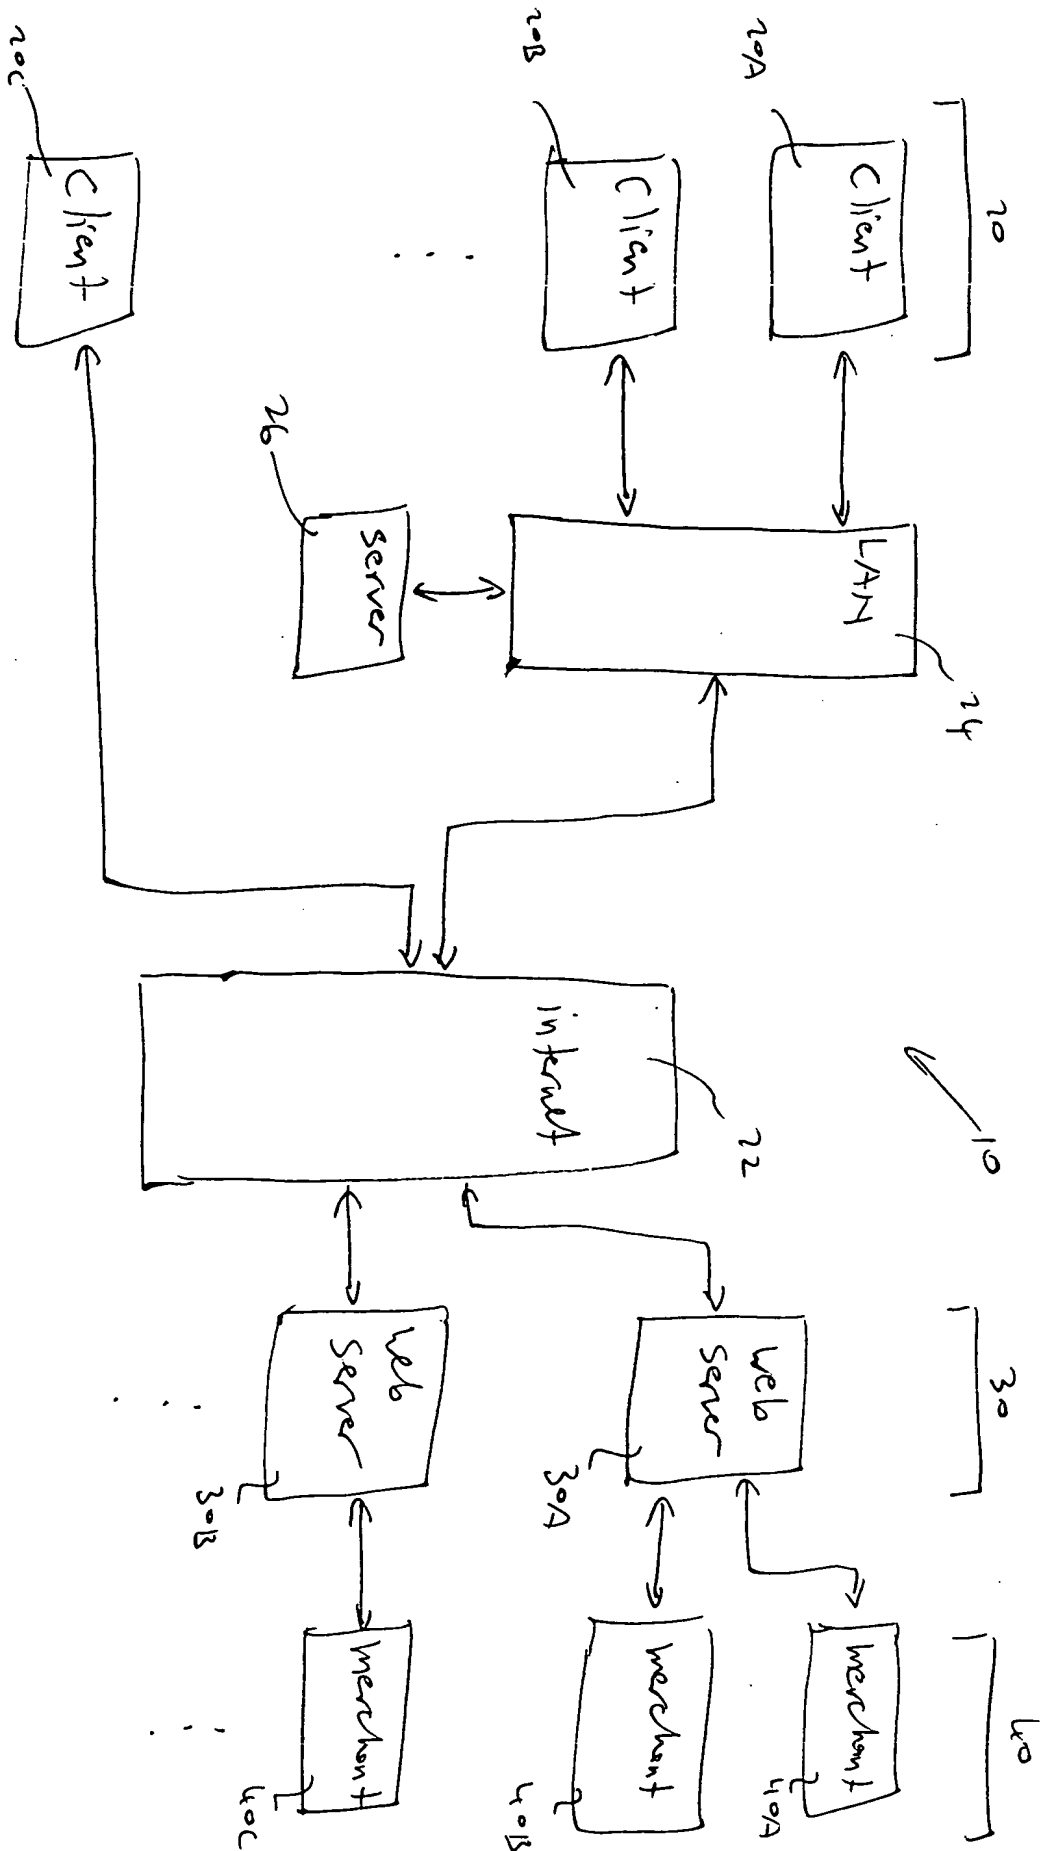 20
20A
Client
20B
Client
20C
Client
LAN
24
Server
26
10
internet
22
30
Web
Server
30A
Web
Server
30B
40
Merchant
40A
Merchant
40B
Merchant
40C